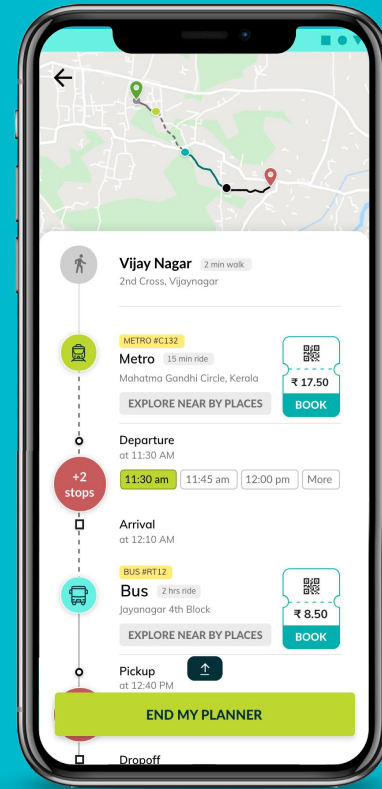 Vijay Nagar 2 min walk
2nd Cross, Vijaynagar
METRO #C132
Metro 15 min ride
Mahatma Gandhi Circle, Kerala
EXPLORE NEAR BY PLACES
₹ 17.50
BOOK
Departure
at 11:30 AM
+2
stops
11:30 am 11:45 am 12:00 pm More
Arrival
at 12:10 AM
BUS #RT12
Bus 2 hrs ride
Jayanagar 4th Block
EXPLORE NEAR BY PLACES
₹ 8.50
BOOK
Pickup
at 12:40 PM
END MY PLANNER
Dropoff